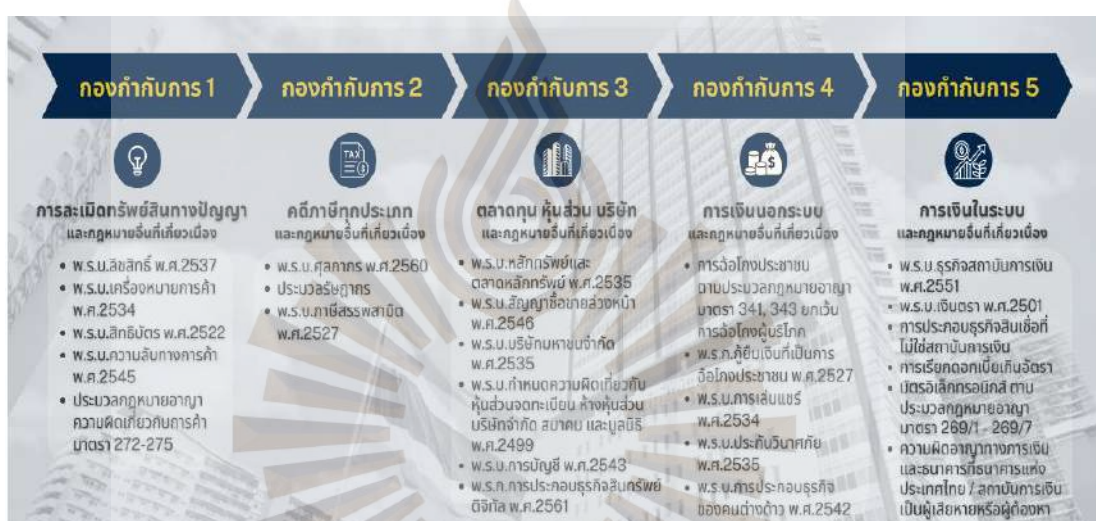 กองกำกับการ 1
กองกำกับการ 2
กองกำกับการ 3
กองกำกับการ 4
กองกำกับการ 5
การละเมิดทรัพย์สินทางปัญญา
และกฎหมายอื่นที่เกี่ยวเนื่อง
• พ.ร.บ.ลิขสิทธิ์ พ.ศ.2537
• พ.ร.บ.เครื่องหมายการค้า
พ.ศ.2534
• พ.ร.บ.สิทธิบัตร พ.ศ.2522
• พ.ร.บ.ความลับทางการค้า
พ.ศ.2545
• ประมวลกฎหมายอาญา
ความผิดเกี่ยวกับการค้า
มาตรา 272-275
TAX
คดีภาษีทุกประเภท
และกฎหมายอื่นที่เกี่ยวเนื่อง
• พ.ร.บ.ศุลกากร พ.ศ.2560
• ประมวลรัษฎากร
• พ.ร.บ.ภาษีสรรพสามิต
พ.ศ.2527
ตลาดทุน หุ้นส่วน บริษัท
และกฎหมายอื่นที่เกี่ยวเนื่อง
• พ.ร.บ.หลักทรัพย์และ
ตลาดหลักทรัพย์ พ.ศ.2535
• พ.ร.บ.สัญญาซื้อขายล่วงหน้า
พ.ศ.2546
• พ.ร.บ.บริษัทมหาชนจำกัด
พ.ศ.2535
• พ.ร.บ.กำหนดความผิดเกี่ยวกับ
หุ้นส่วนจดทะเบียน ห้างหุ้นส่วน
บริษัทจำกัด สมาคม และมูลนิธิ
พ.ศ.2499
• พ.ร.บ.การบัญชี พ.ศ.2543
• พ.ร.ก.การประกอบธุรกิจสินทรัพย์
ดิจิทัล พ.ศ.2561
การเงินนอกระบบ
และกฎหมายอื่นที่เกี่ยวเนื่อง
• การฉ้อโกงประชาชน
ตามประมวลกฎหมายอาญา
มาตรา 341, 343 ยกเว้น
การฉ้อโกงผู้บริโภค
• พ.ร.ก.กู้ยืมเงินที่เป็นการ
ฉ้อโกงประชาชน พ.ศ.2527
• พ.ร.บ.การเล่นแชร์
พ.ศ.2534
• พ.ร.บ.ประกันวินาศภัย
พ.ศ.2535
• พ.ร.บ.การประกอบธุรกิจ
ของคนต่างด้าว พ.ศ.2542
การเงินในระบบ
และกฎหมายอื่นที่เกี่ยวเนื่อง
• พ.ร.บ.ธุรกิจสถาบันการเงิน
พ.ศ.2551
• พ.ร.บ.เงินตรา พ.ศ.2501
• การประกอบธุรกิจสินเชื่อที่
ไม่ใช่สถาบันการเงิน
• การเรียกดอกเบี้ยเกินอัตรา
• บัตรอิเล็กทรอนิกส์ ตาม
ประมวลกฎหมายอาญา
มาตรา 269/1 - 269/7
• ความผิดอาญาทางการเงิน
และธนาคารที่ธนาคารแห่ง
ประเทศไทย / สถาบันการเงิน
เป็นผู้เสียหายหรือผู้ต้องหา